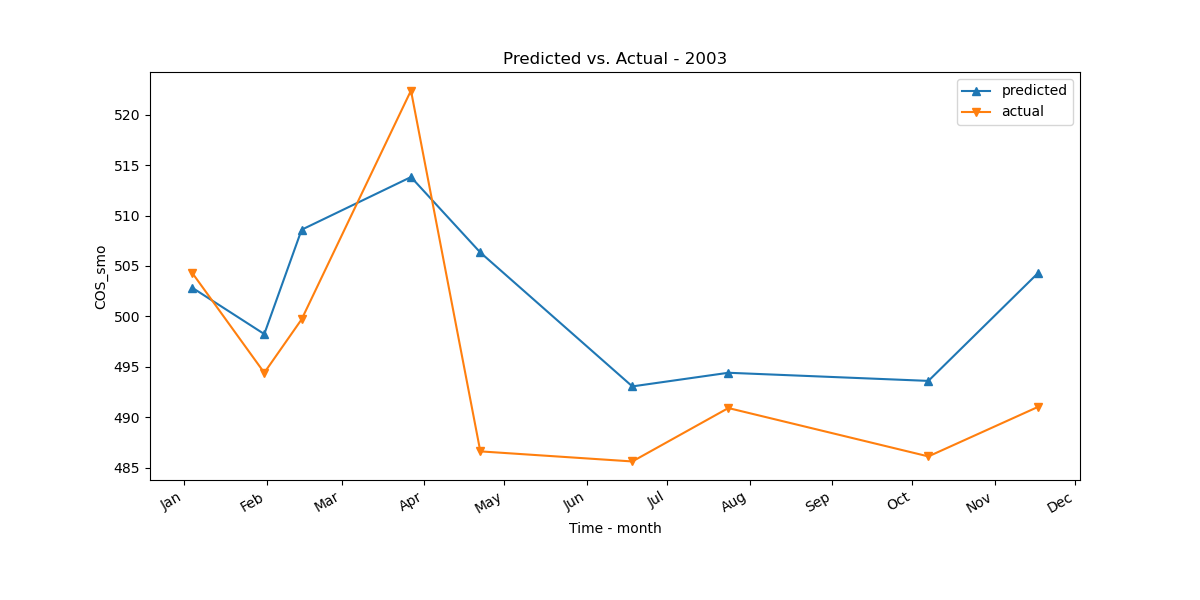 Predicted vs. Actual - 2003
predicted
actual
520
515
510
505
500
495
490
485
COS_smo
Jan
Feb
Mar
Apr
May
Jun
Jul
Aug
Sep
Oct
Nov
Dec
Time - month